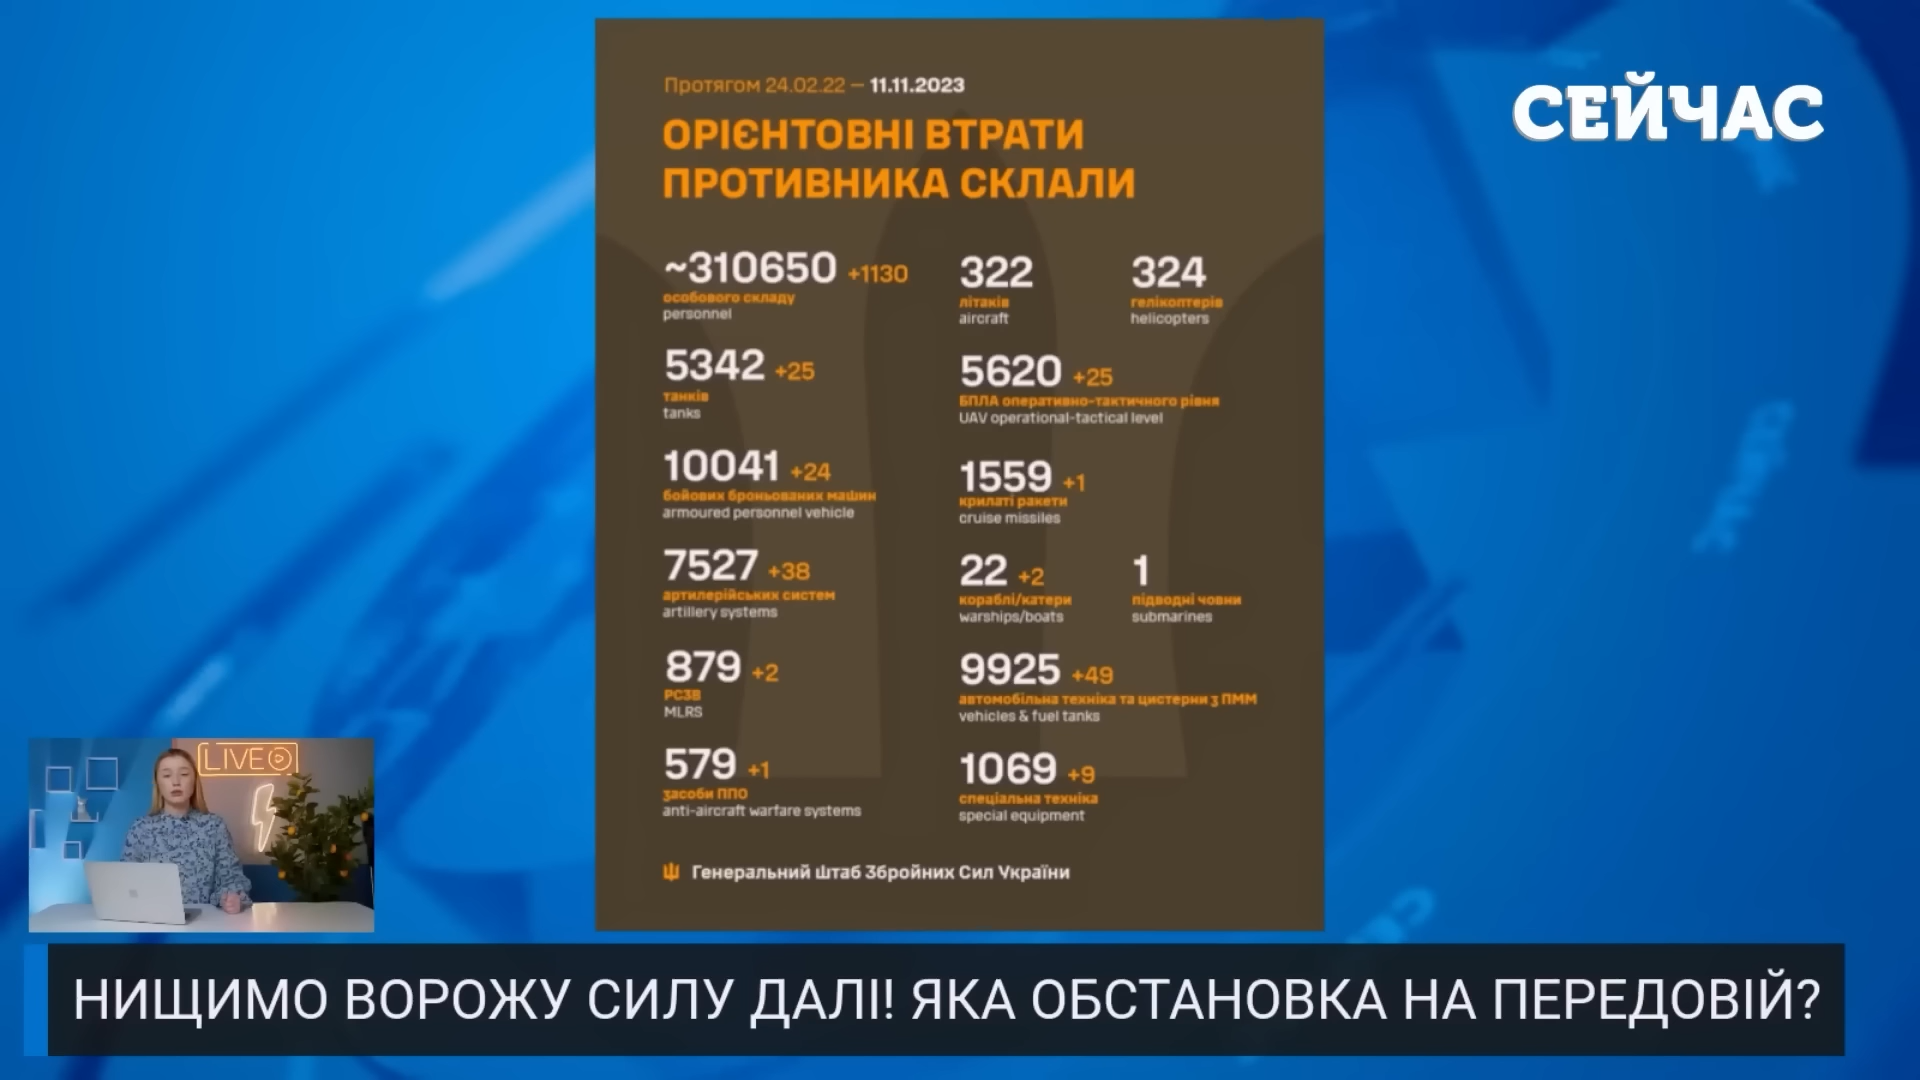 СЕЙЧАС
Протягом 24.02.22 – 11.11.2023
ОРІЄНТОВНІ ВТРАТИ
ПРОТИВНИКА СКЛАЛИ
~310650 +1130
особового складу
personnel
322
літаків
aircraft
324
гелікоптерів
helicopters
5342 +25
танків
tanks
5620 +25
БПЛА оперативно-тактичного рівня
UAV operational-tactical level
10041 +24
бойових броньованих машин
armoured personnel vehicle
1559 +1
крилаті ракети
cruise missiles
7527 +38
артилерійських систем
artillery systems
22 +2
кораблі/катери
warships/boats
1
підводні човни
submarines
879 +2
РСЗВ
MLRS
9925 +49
автомобільна техніка та цистерни з ПММ
vehicles & fuel tanks
579 +1
засоби ППО
anti-aircraft warfare systems
1069 +9
спеціальна техніка
special equipment
Генеральний штаб Збройних Сил України
LIVE
НИЩИМО ВОРОЖУ СИЛУ ДАЛІ! ЯКА ОБСТАНОВКА НА ПЕРЕДОВІЙ?